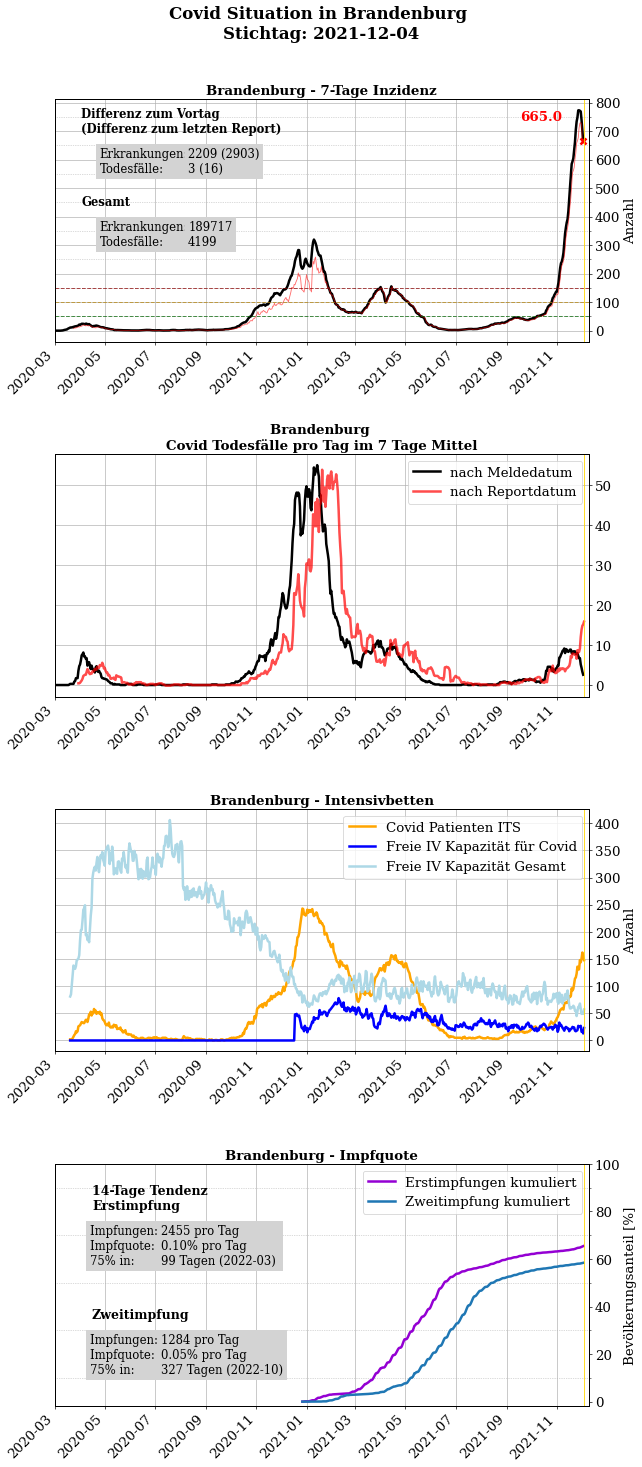 Covid Situation in Brandenburg
Stichtag: 2021-12-04
Brandenburg - 7-Tage Inzidenz
Differenz zum Vortag
(Differenz zum letzten Report)
Erkrankungen 2209 (2903)
Todesfälle: 3 (16)
Gesamt
Erkrankungen 189717
Todesfälle: 4199
665.0
800
700
600
500
400
300
200
100
0
Anzahl
2020-03
2020-05
2020-07
2020-09
2020-11
2021-01
2021-03
2021-05
2021-07
2021-09
2021-11
Brandenburg
Covid Todesfälle pro Tag im 7 Tage Mittel
nach Meldedatum
nach Reportdatum
50
40
30
20
10
0
2020-03
2020-05
2020-07
2020-09
2020-11
2021-01
2021-03
2021-05
2021-07
2021-09
2021-11
Brandenburg - Intensivbetten
Covid Patienten ITS
Freie IV Kapazität für Covid
Freie IV Kapazität Gesamt
400
350
300
250
200
150
100
50
0
Anzahl
2020-03
2020-05
2020-07
2020-09
2020-11
2021-01
2021-03
2021-05
2021-07
2021-09
2021-11
Brandenburg - Impfquote
14-Tage Tendenz
Erstimpfung
Impfungen: 2455 pro Tag
Impfquote: 0.10% pro Tag
75% in: 99 Tagen (2022-03)
Zweitimpfung
Impfungen: 1284 pro Tag
Impfquote: 0.05% pro Tag
75% in: 327 Tagen (2022-10)
Erstimpfungen kumuliert
Zweitimpfung kumuliert
100
80
60
40
20
0
Bevölkerungsanteil [%]
2020-03
2020-05
2020-07
2020-09
2020-11
2021-01
2021-03
2021-05
2021-07
2021-09
2021-11